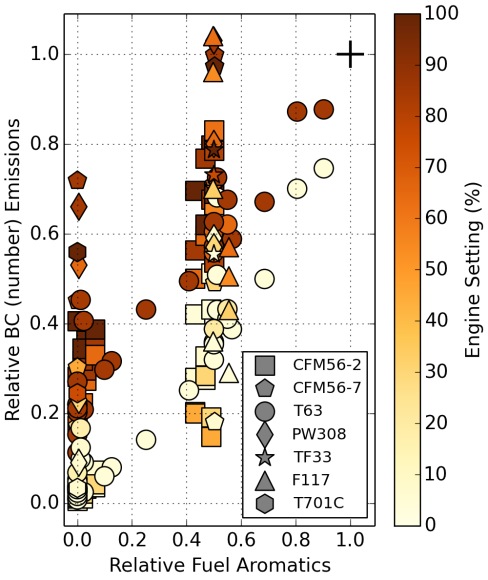 Relative BC (number) Emissions
1.0
0.8
0.6
0.4
0.2
0.0
0.0
0.2
0.4
0.6
0.8
1.0
Relative Fuel Aromatics
CFM56-2
CFM56-7
T63
PW308
TF33
F117
T701C
100
90
80
70
60
50
40
30
20
10
0
Engine Setting (%)